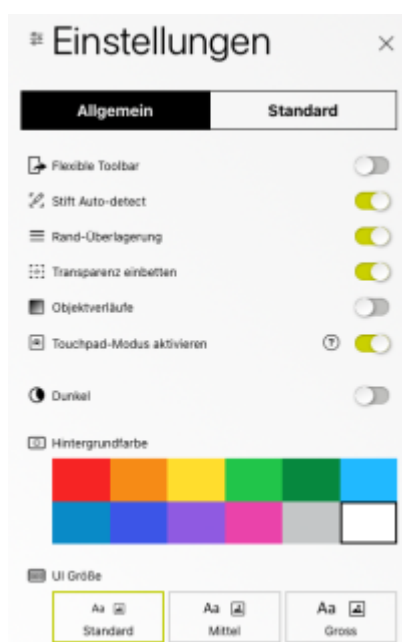 Einstellungen
Allgemein Standard
Flexible Toolbar
Stift Auto-detect
Rand-Überlagerung
Transparenz einbetten
Objektverläufe
Touchpad-Modus aktivieren ?
Dunkel
Hintergrundfarbe
UI Größe
Aa Aa Aa
Standard Mittel Gross